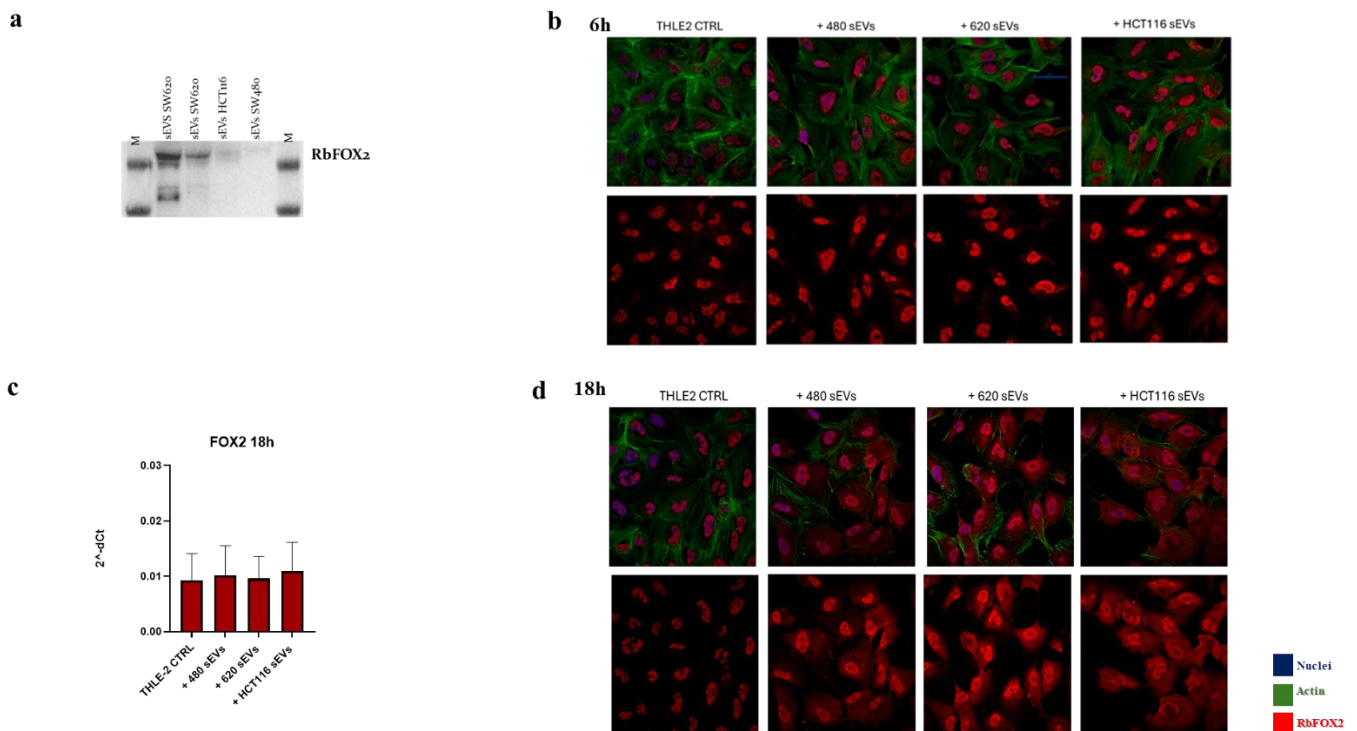 a
M
sEVS SW620
sEVs SW620
sEVs HCT116
sEVs SW480
M
RbFOX2
b
6h
THLE2 CTRL
+ 480 sEVs
+ 620 sEVs
+ HCT116 sEVs
c
FOX2 18h
2^-dCt
0.03
0.02
0.01
0.00
THLE-2 CTRL
+ 480 sEVs
+ 620 sEVs
+ HCT116 sEVs
d
18h
THLE2 CTRL
+ 480 sEVs
+ 620 sEVs
+ HCT116 sEVs
Nuclei
Actin
RbFOX2